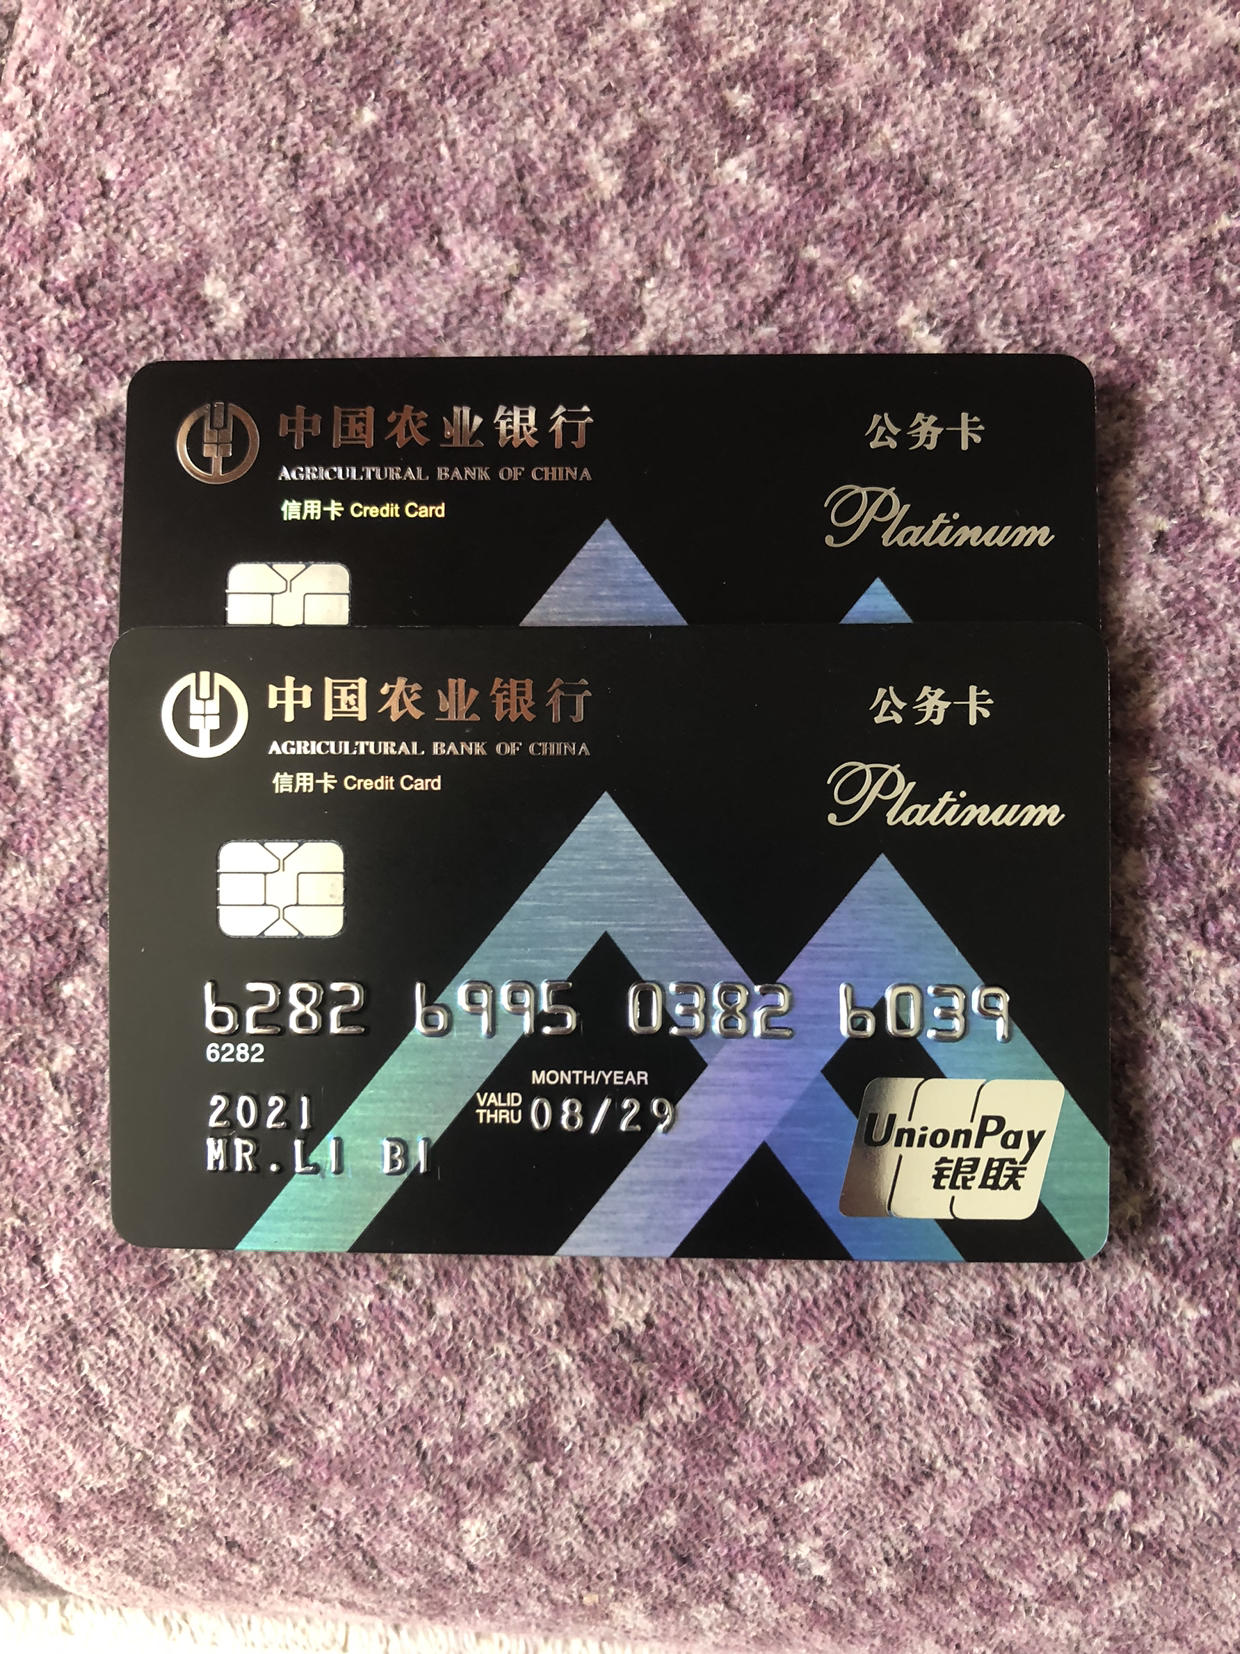 中国农业银行
AGRICULTURAL BANK OF CHINA
信用卡 Credit Card
公务卡
Platinum
中国农业银行
AGRICULTURAL BANK OF CHINA
信用卡 Credit Card
公务卡
Platinum
6282 6995 0382 6039
6282
MONTH/YEAR
2021
VALID
THRU 08/29
MR.LI BI
UnionPay
银联